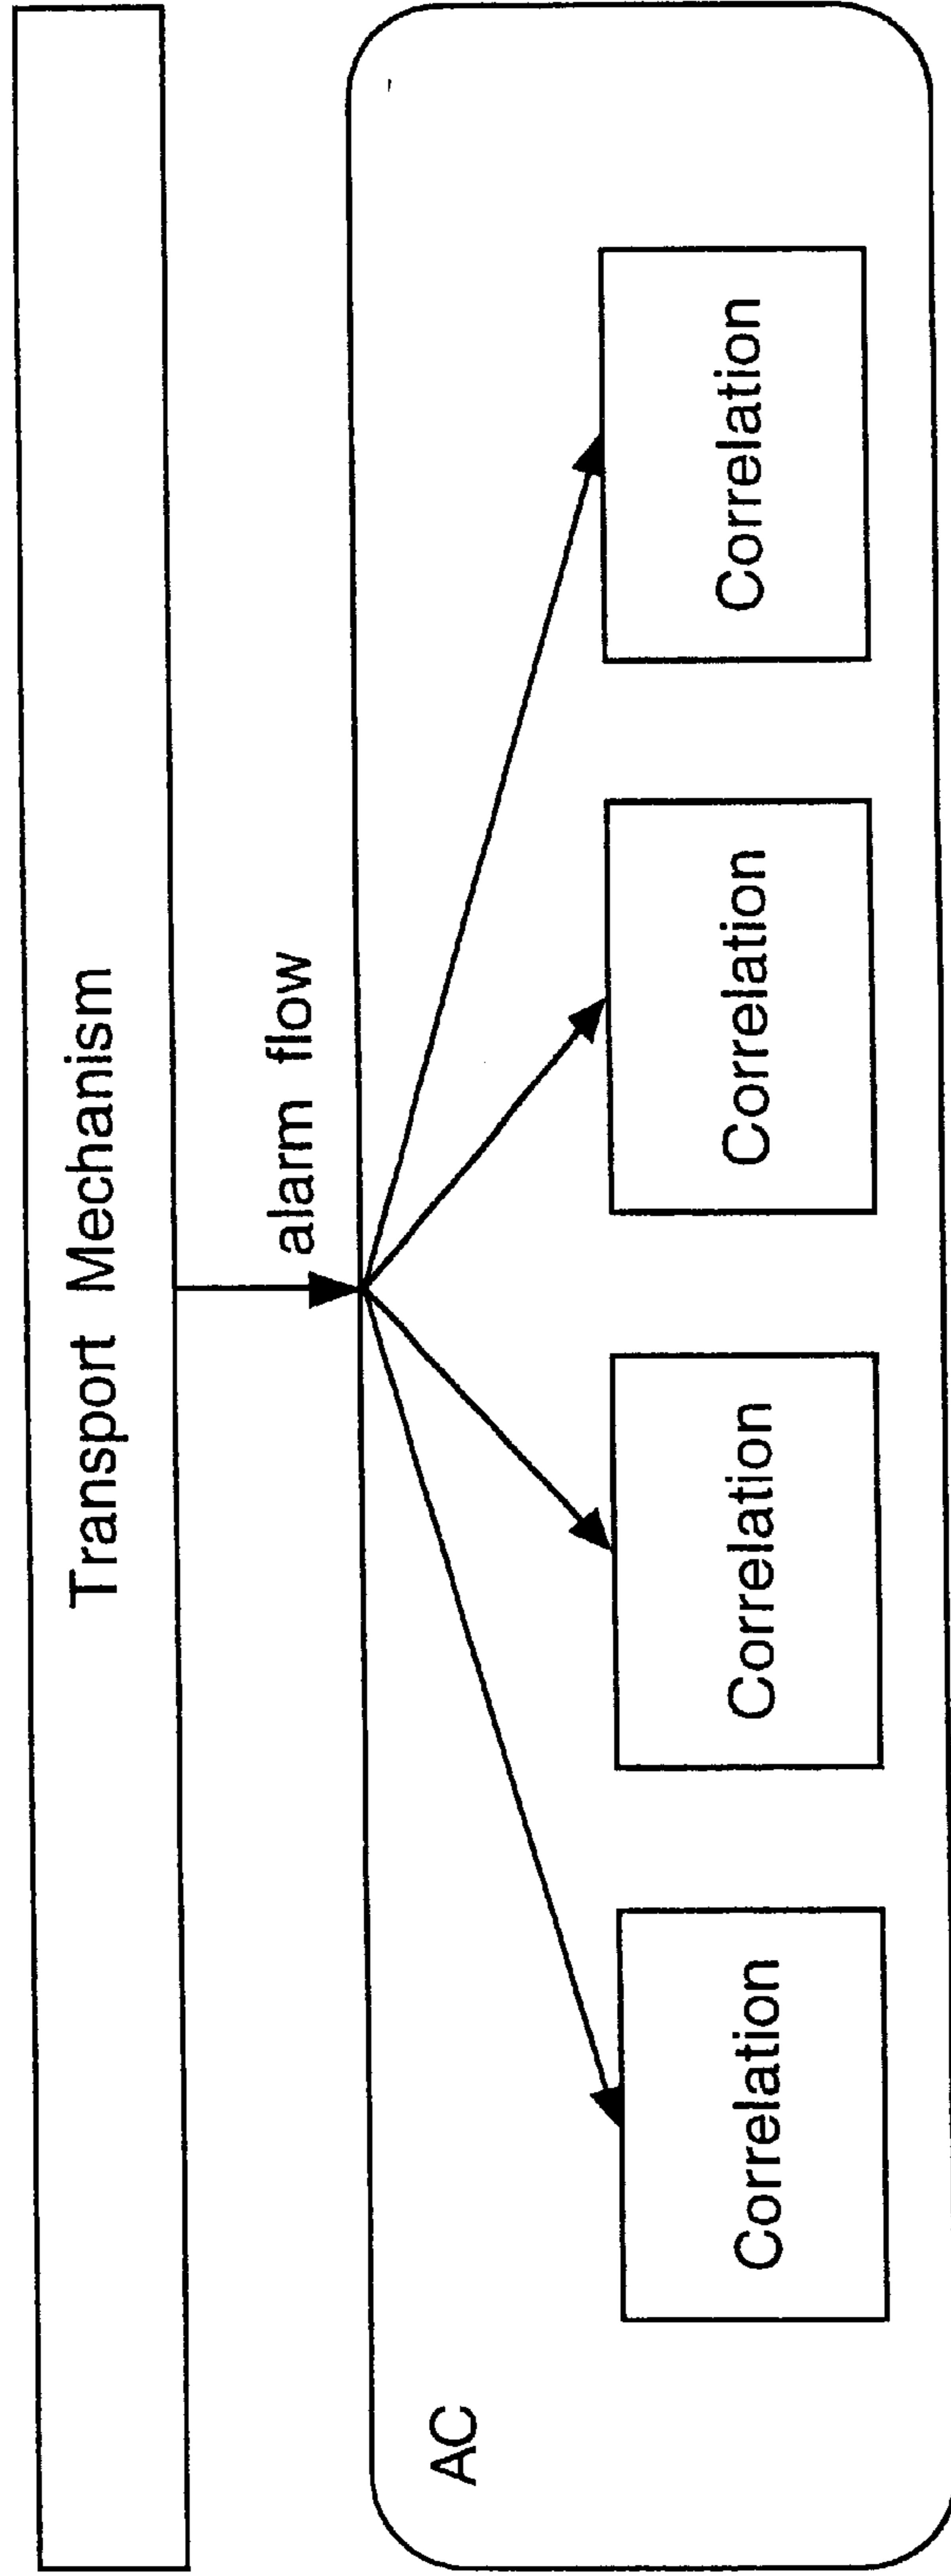 Transport Mechanism
alarm flow
AC
Correlation
Correlation
Correlation
Correlation